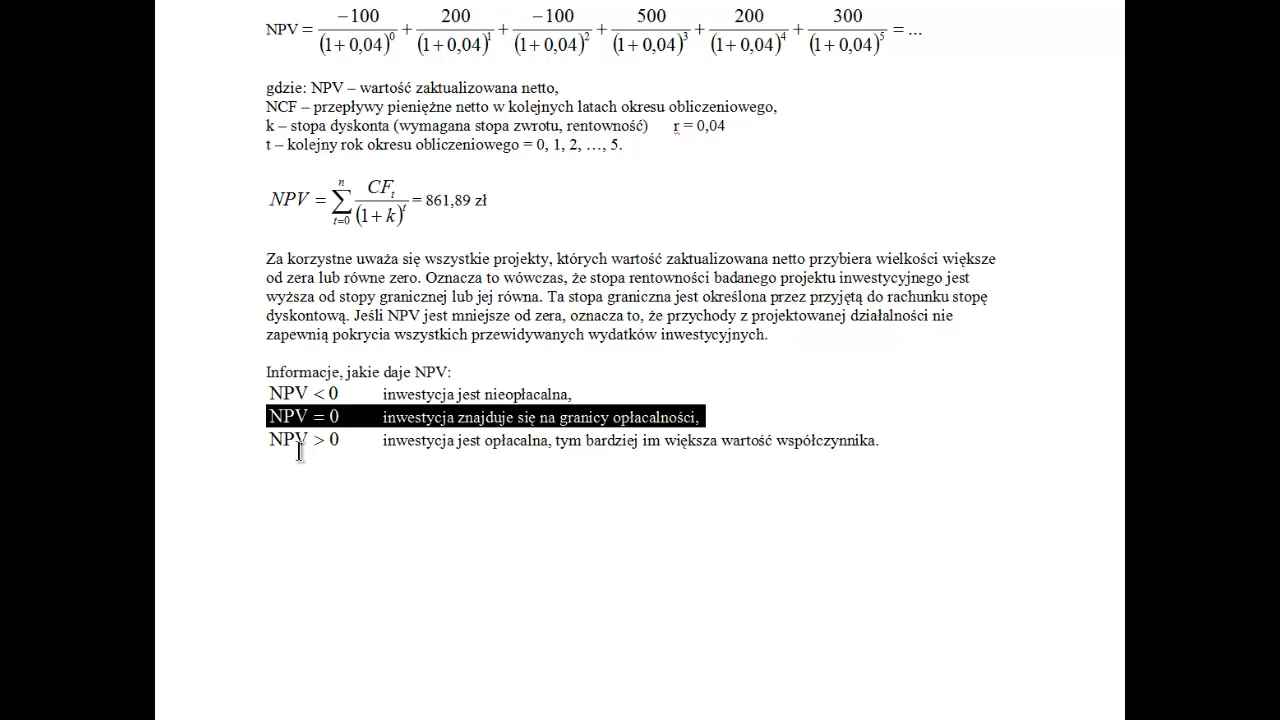 NPV = −100/(1+0,04)^0 + 200/(1+0,04)^1 + −100/(1+0,04)^2 + 500/(1+0,04)^3 + 200/(1+0,04)^4 + 300/(1+0,04)^5 = ...
gdzie: NPV – wartość zaktualizowana netto,
NCF – przepływy pieniężne netto w kolejnych latach okresu obliczeniowego,
k – stopa dyskonta (wymagana stopa zwrotu, rentowność) r = 0,04
t – kolejny rok okresu obliczeniowego = 0, 1, 2, …, 5.
NPV = ∑_{t=0}^{n} CF_t/(1+k)^t = 861,89 zł
Za korzystne uważa się wszystkie projekty, których wartość zaktualizowana netto przybiera wielkości większe
od zera lub równe zero. Oznacza to wówczas, że stopa rentowności badanego projektu inwestycyjnego jest
wyższa od stopy granicznej lub jej równa. Ta stopa graniczna jest określona przez przyjętą do rachunku stopę
dyskontową. Jeśli NPV jest mniejsze od zera, oznacza to, że przychody z projektowanej działalności nie
zapewnią pokrycia wszystkich przewidywanych wydatków inwestycyjnych.
Informacje, jakie daje NPV:
NPV < 0 inwestycja jest nieopłacalna,
NPV = 0 inwestycja znajduje się na granicy opłacalności,
NPV > 0 inwestycja jest opłacalna, tym bardziej im większa wartość współczynnika.